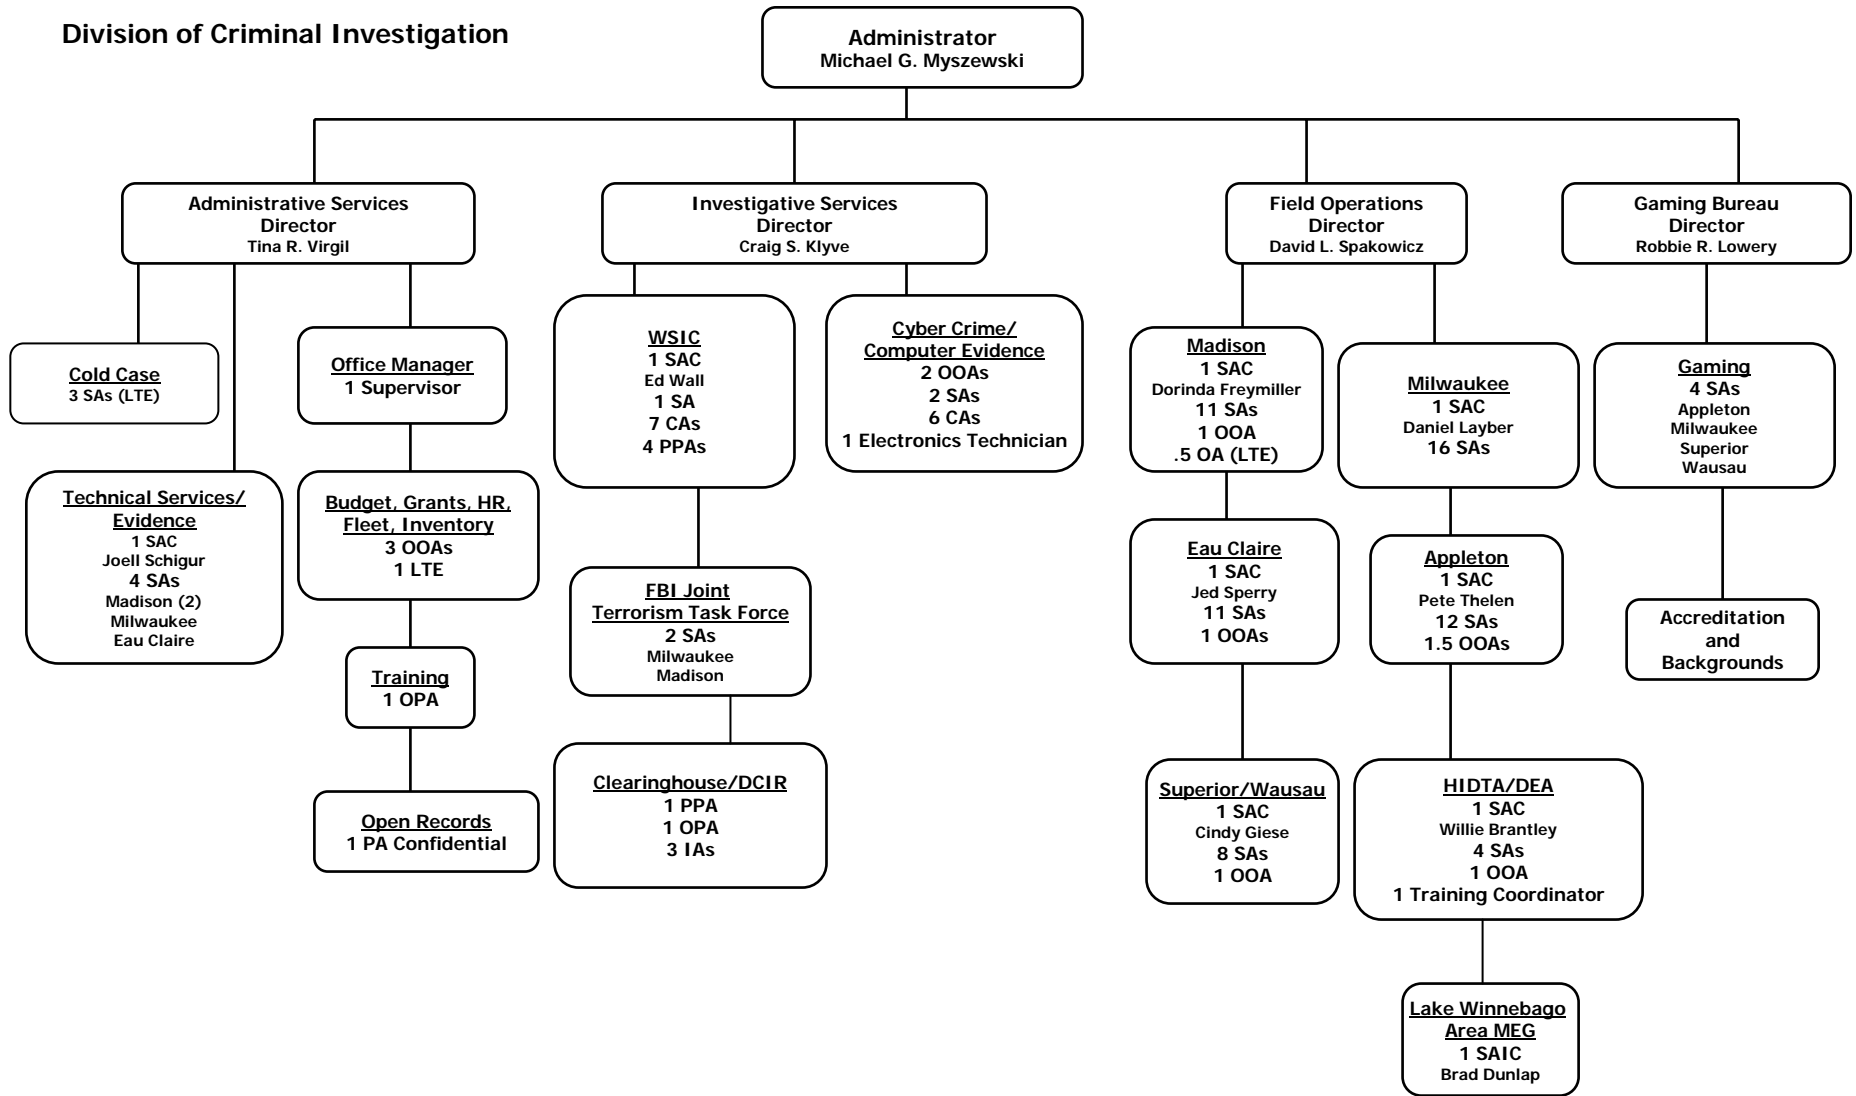 Division of Criminal Investigation
Administrator
Michael G. Myszewski
Administrative Services
Director
Tina R. Virgil
Investigative Services
Director
Craig S. Klyve
Field Operations
Director
David L. Spakowicz
Gaming Bureau
Director
Robbie R. Lowery
Cold Case
3 SAs (LTE)
Technical Services/
Evidence
1 SAC
Joell Schigur
4 SAs
Madison (2)
Milwaukee
Eau Claire
Office Manager
1 Supervisor
Budget, Grants, HR,
Fleet, Inventory
3 OOAs
1 LTE
Training
1 OPA
Open Records
1 PA Confidential
WSIC
1 SAC
Ed Wall
1 SA
7 CAs
4 PPAs
FBI Joint
Terrorism Task Force
2 SAs
Milwaukee
Madison
Clearinghouse/DCIR
1 PPA
1 OPA
3 IAs
Cyber Crime/
Computer Evidence
2 OOAs
2 SAs
6 CAs
1 Electronics Technician
Madison
1 SAC
Dorinda Freymiller
11 SAs
1 OOA
.5 OA (LTE)
Eau Claire
1 SAC
Jed Sperry
11 SAs
1 OOAs
Superior/Wausau
1 SAC
Cindy Giese
8 SAs
1 OOA
Milwaukee
1 SAC
Daniel Layber
16 SAs
Appleton
1 SAC
Pete Thelen
12 SAs
1.5 OOAs
HIDTA/DEA
1 SAC
Willie Brantley
4 SAs
1 OOA
1 Training Coordinator
Lake Winnebago
Area MEG
1 SAIC
Brad Dunlap
Gaming
4 SAs
Appleton
Milwaukee
Superior
Wausau
Accreditation
and
Backgrounds